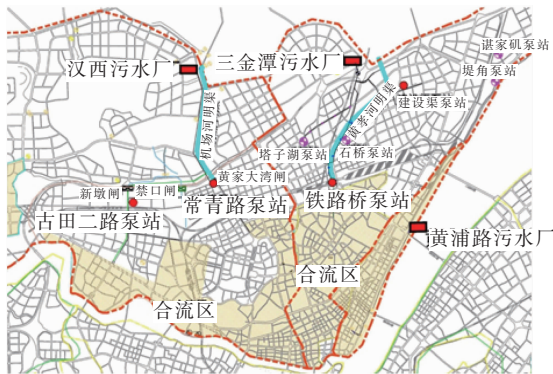 谌家矶泵站
三金潭污水厂
汉西污水厂
堤角泵站
建设渠泵站
机场河明渠
黄孝河明渠
塔子湖泵站
石桥泵站
黄家大湾闸
新墩闸
禁口闸
常青路泵站
铁路桥泵站
古田二路泵站
黄浦路污水厂
合流区
合流区